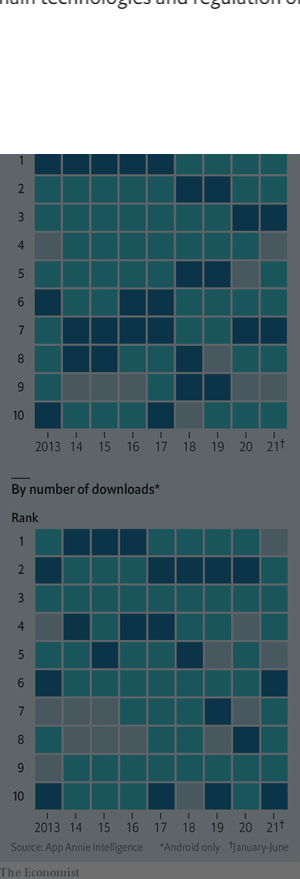 main technologies and regulation o
1
2
3
4
5
6
7
8
9
10
2013 14 15 16 17 18 19 20 21†
By number of downloads*
Rank
1
2
3
4
5
6
7
8
9
10
2013 14 15 16 17 18 19 20 21†
Source: App Annie Intelligence *Android only †January-June
The Economist